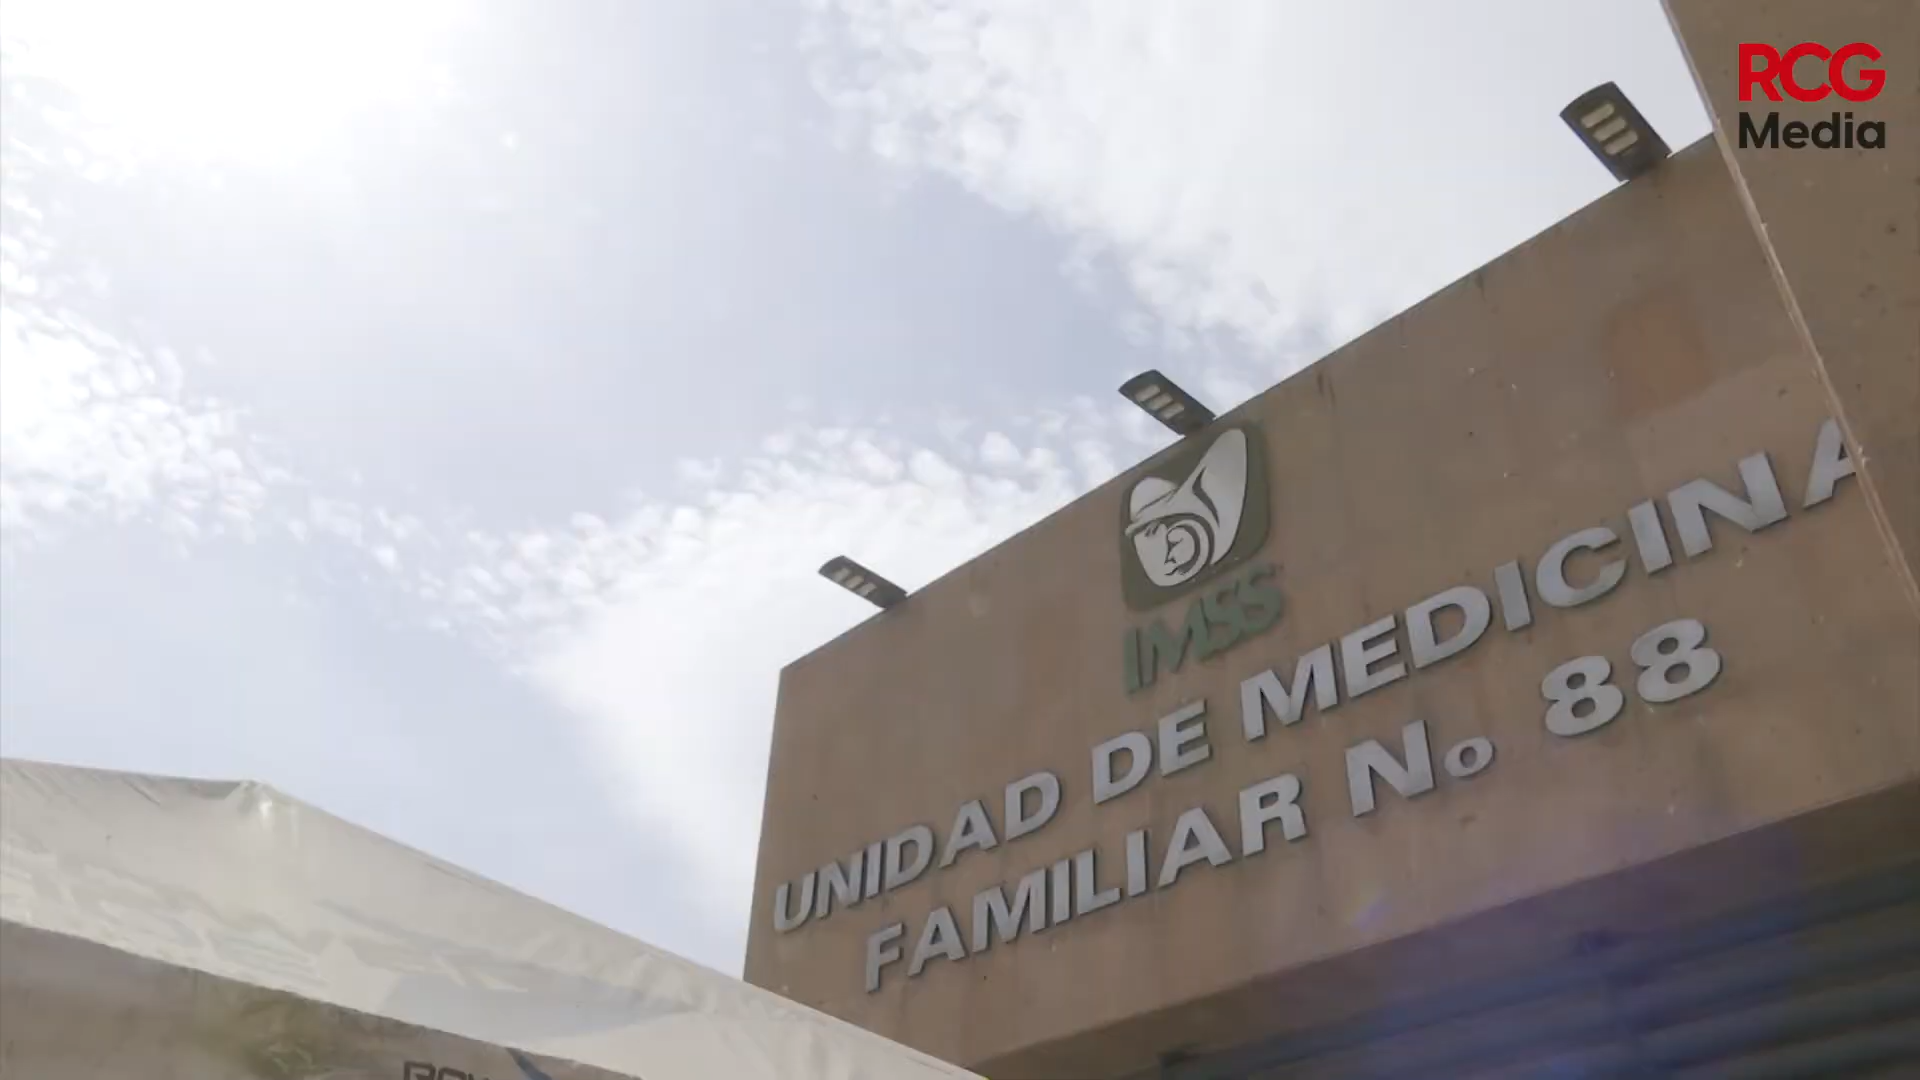 RCG
Media
IMSS
UNIDAD DE MEDICINA
FAMILIAR No 88